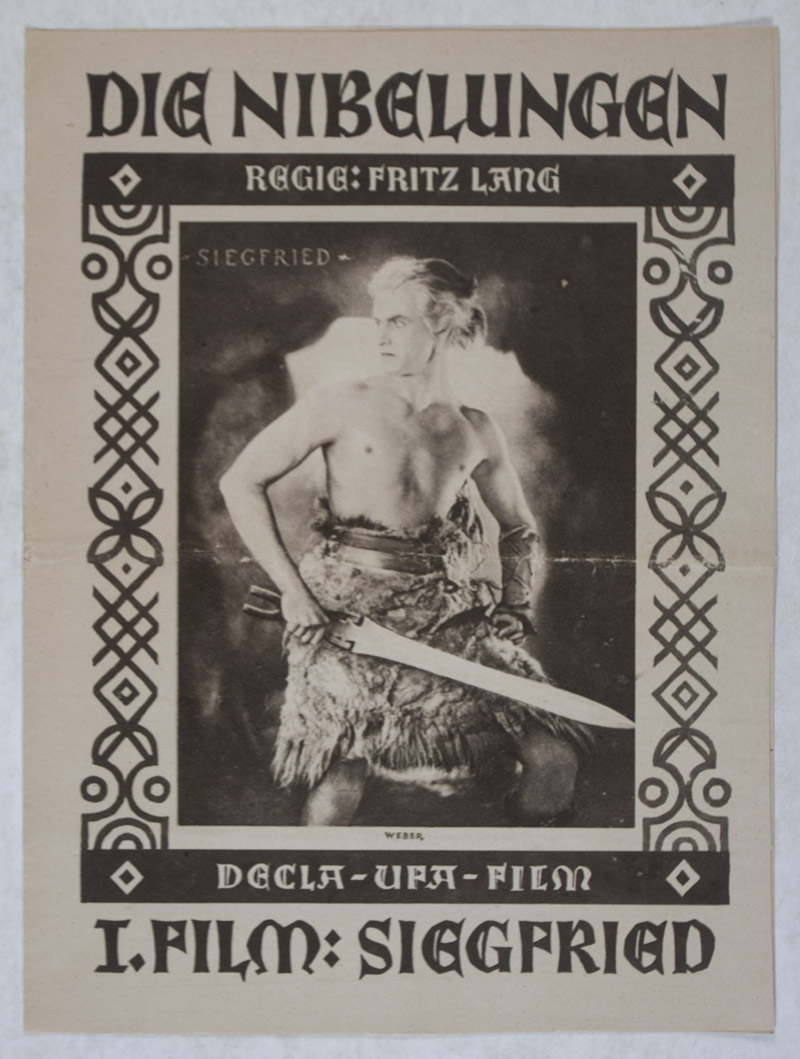 DIE NIBELUNGEN
REGIE: FRITZ LANG
- SIEGFRIED -
WEBER
DECLA-UFA-FILM
I. FILM: SIEGFRIED